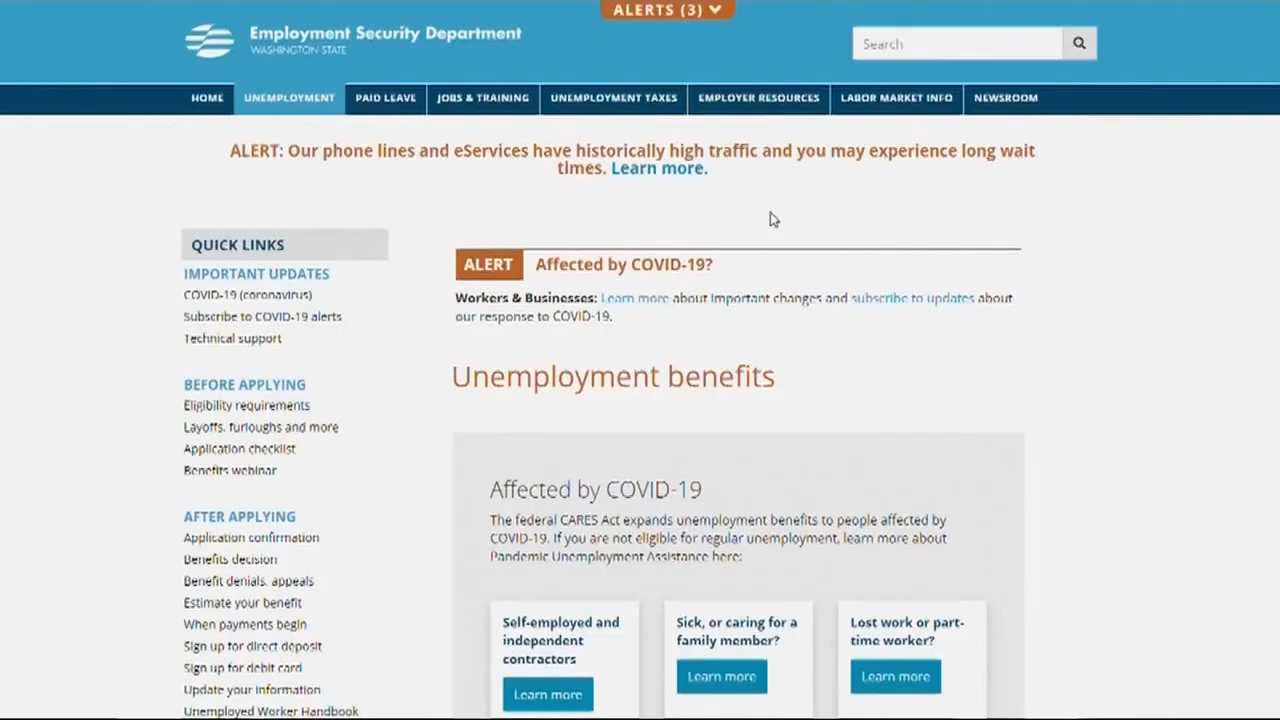 ALERTS (3)
Employment Security Department
WASHINGTON STATE
Search
HOME
UNEMPLOYMENT
PAID LEAVE
JOBS & TRAINING
UNEMPLOYMENT TAXES
EMPLOYER RESOURCES
LABOR MARKET INFO
NEWSROOM
ALERT: Our phone lines and eServices have historically high traffic and you may experience long wait
times. Learn more.
QUICK LINKS
IMPORTANT UPDATES
COVID-19 (coronavirus)
Subscribe to COVID-19 alerts
Technical support
BEFORE APPLYING
Eligibility requirements
Layoffs, furloughs and more
Application checklist
Benefits webinar
AFTER APPLYING
Application confirmation
Benefits decision
Benefit denials, appeals
Estimate your benefit
When payments begin
Sign up for direct deposit
Sign up for debit card
Update your information
Unemployed Worker Handbook
ALERT Affected by COVID-19?
Workers & Businesses: Learn more about important changes and subscribe to updates about
our response to COVID-19.
Unemployment benefits
Affected by COVID-19
The federal CARES Act expands unemployment benefits to people affected by
COVID-19. If you are not eligible for regular unemployment, learn more about
Pandemic Unemployment Assistance here:
Self-employed and
independent
contractors
Learn more
Sick, or caring for a
family member?
Learn more
Lost work or part-
time worker?
Learn more